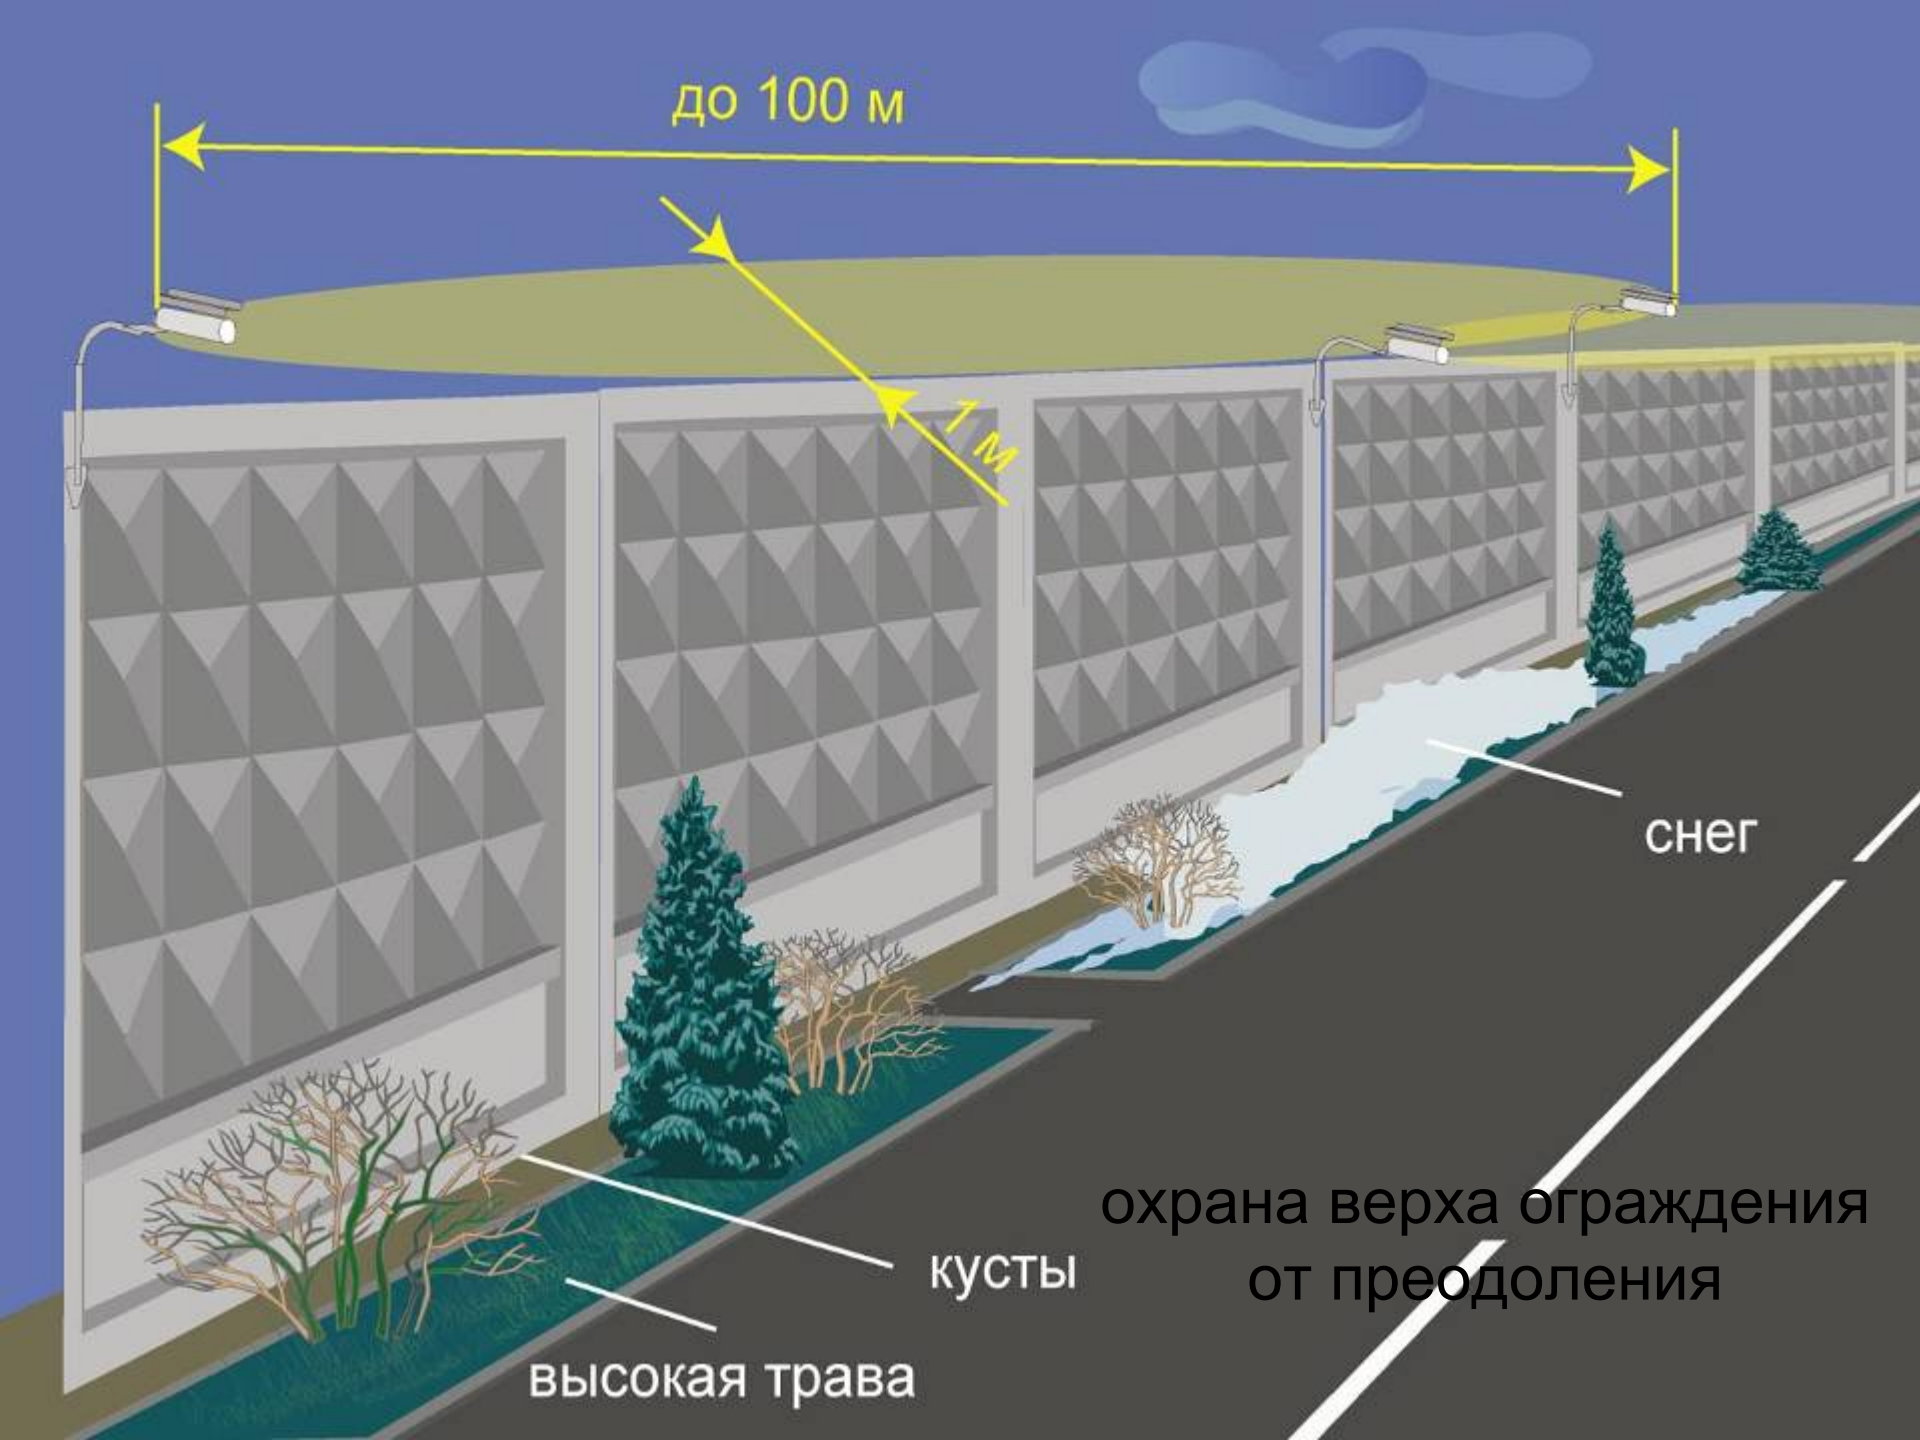 до 100 м
1 м
снег
охрана верха ограждения
от преодоления
кусты
высокая трава